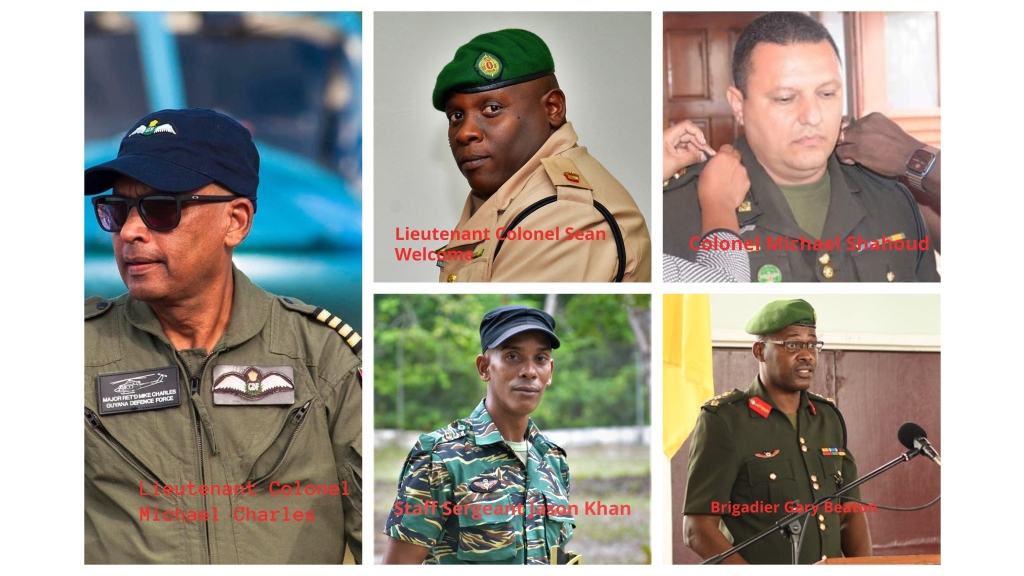 MAJOR RET'D MIKE CHARLES
GUYANA DEFENCE FORCE
GDF
Lieutenant Colonel
Michael Charles
Lieutenant Colonel Sean
Welcome
Colonel Michael Shahoud
Staff Sergeant Jason Khan
Brigadier Gary Beaton